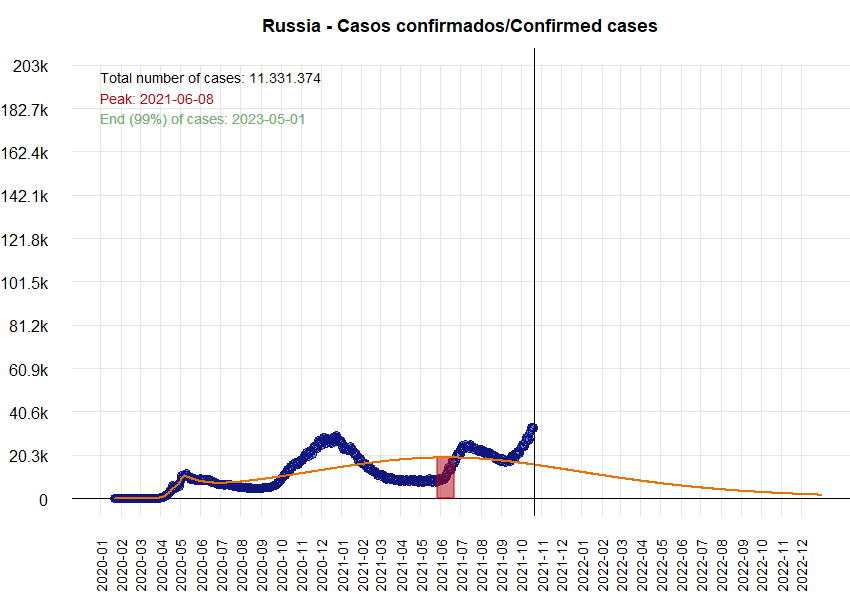 Russia - Casos confirmados/Confirmed cases
203k
182.7k
162.4k
142.1k
121.8k
101.5k
81.2k
60.9k
40.6k
20.3k
0
Total number of cases: 11.331.374
Peak: 2021-06-08
End (99%) of cases: 2023-05-01
2020-01
2020-02
2020-03
2020-04
2020-05
2020-06
2020-07
2020-08
2020-09
2020-10
2020-11
2020-12
2021-01
2021-02
2021-03
2021-04
2021-05
2021-06
2021-07
2021-08
2021-09
2021-10
2021-11
2021-12
2022-01
2022-02
2022-03
2022-04
2022-05
2022-06
2022-07
2022-08
2022-09
2022-10
2022-11
2022-12